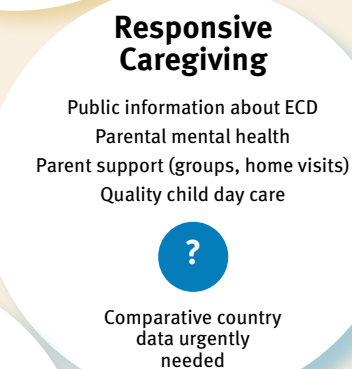 Responsive
Caregiving
Public information about ECD
Parental mental health
Parent support (groups, home visits)
Quality child day care
?
Comparative country
data urgently
needed